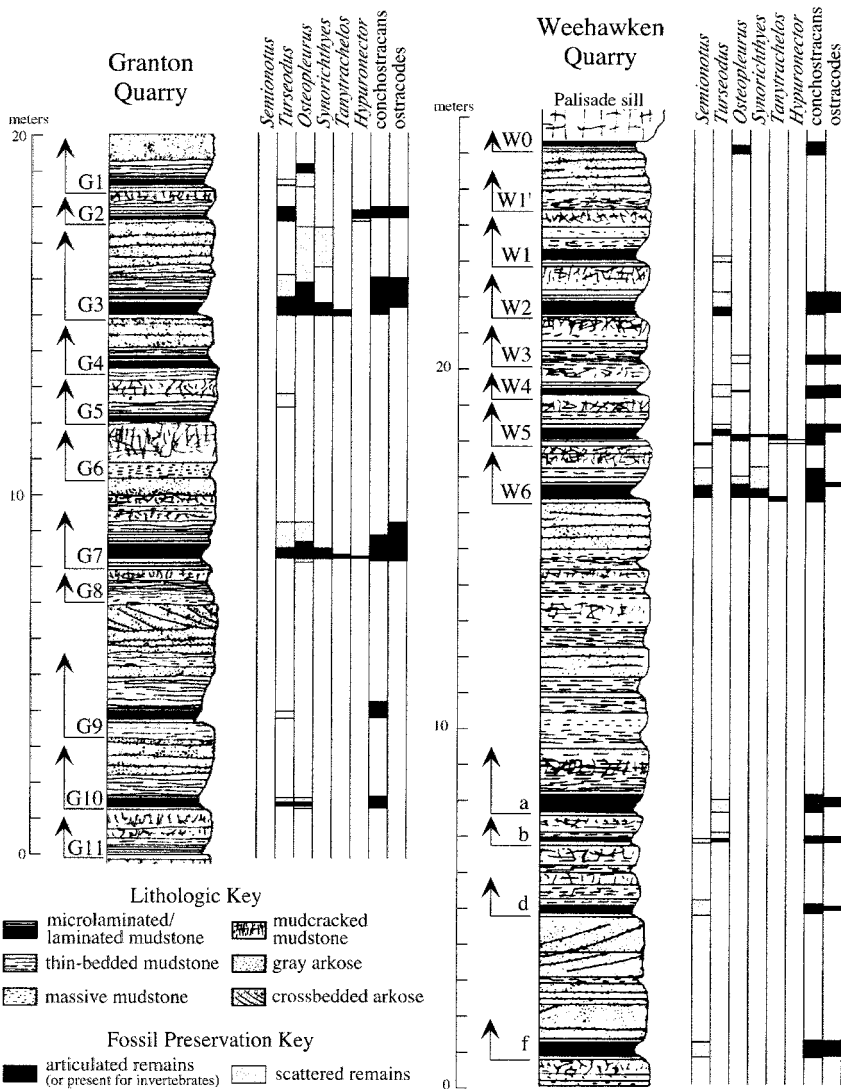 Granton
Quarry
meters
Semionotus
Turseodus
Osteopleurus
Synorichthyes
Tanytrachelos
Hypuronector
conchostracans
ostracodes
20
G1
G2
G3
G4
G5
G6
10
G7
G8
G9
G10
G11
0
Weehawken
Quarry
meters
Palisade sill
Semionotus
Turseodus
Osteopleurus
Synorichthyes
Tanytrachelos
Hypuronector
conchostracans
ostracodes
W0
W1'
W1
W2
20
W3
W4
W5
W6
10
a
b
d
f
0
Lithologic Key
microlaminated/
laminated mudstone
mudcracked
mudstone
thin-bedded mudstone
gray arkose
massive mudstone
crossbedded arkose
Fossil Preservation Key
articulated remains
(or present for invertebrates)
scattered remains